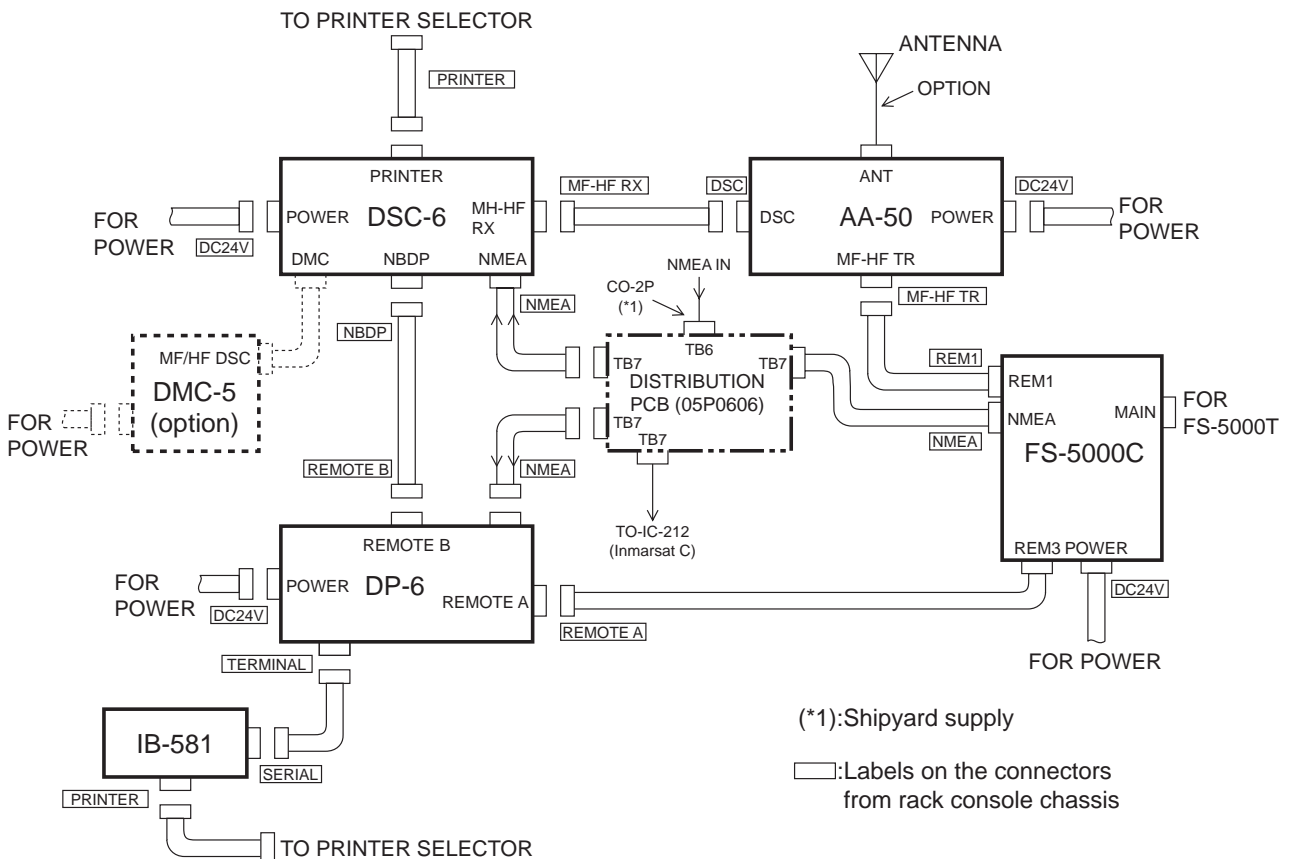 TO PRINTER SELECTOR
PRINTER
ANTENNA
OPTION
PRINTER
MF-HF RX
DSC
ANT
DC24V
FOR
POWER
DC24V
POWER
DSC-6
MH-HF
RX
DSC
AA-50
POWER
FOR
POWER
DMC
NBDP
NMEA
MF-HF TR
NMEA IN
CO-2P
(*1)
NMEA
MF-HF TR
NBDP
MF/HF DSC
DMC-5
(option)
FOR
POWER
TB6
TB7
TB7
DISTRIBUTION
PCB (05P0606)
TB7
TB7
REM1
REM1
NMEA
MAIN
FOR
FS-5000T
NMEA
FS-5000C
REMOTE B
NMEA
TO-IC-212
(Inmarsat C)
REMOTE B
REM3 POWER
FOR
POWER
DC24V
POWER
DP-6
REMOTE A
REMOTE A
DC24V
FOR POWER
TERMINAL
IB-581
SERIAL
PRINTER
TO PRINTER SELECTOR
(*1):Shipyard supply
:Labels on the connectors
from rack console chassis